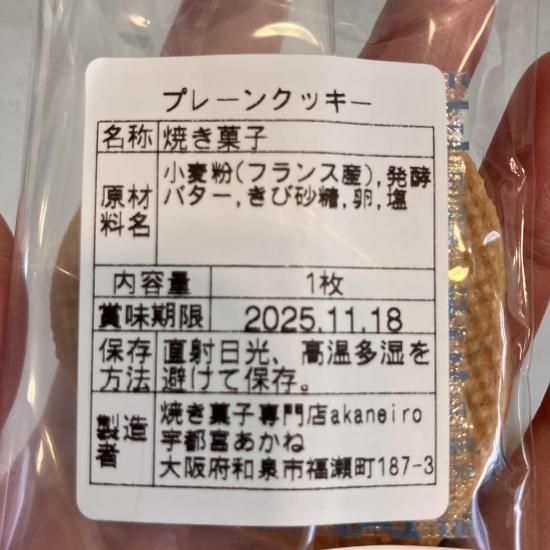 プレーンクッキー
名称 焼き菓子
原材料名 小麦粉(フランス産),発酵
バター,きび砂糖,卵,塩
内容量 1枚
賞味期限 2025.11.18
保存方法 直射日光、高温多湿を
避けて保存。
製造者 焼き菓子専門店akaneiro
宇都宮あかね
大阪府和泉市福瀬町187-3